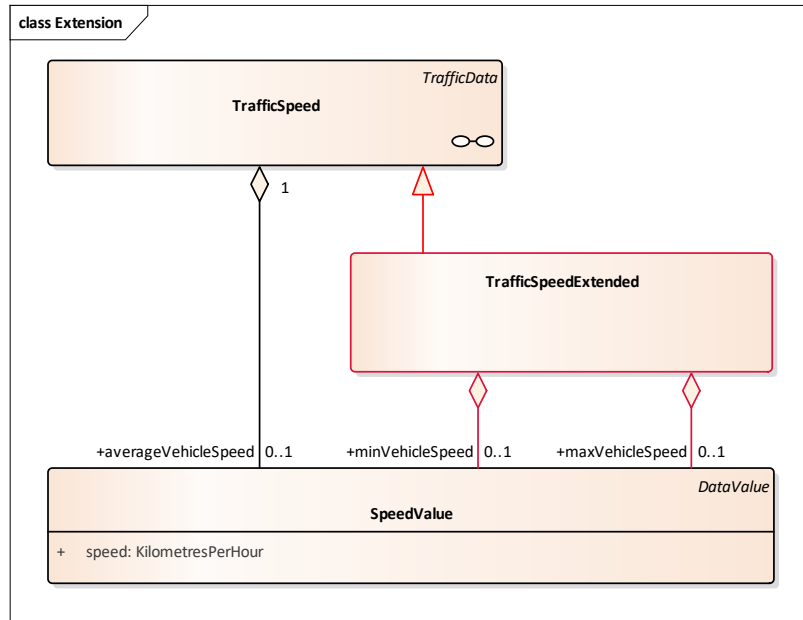 class Extension
TrafficData
TrafficSpeed
1
TrafficSpeedExtended
+averageVehicleSpeed 0..1 +minVehicleSpeed 0..1 +maxVehicleSpeed 0..1
DataValue
SpeedValue
+ speed: KilometresPerHour